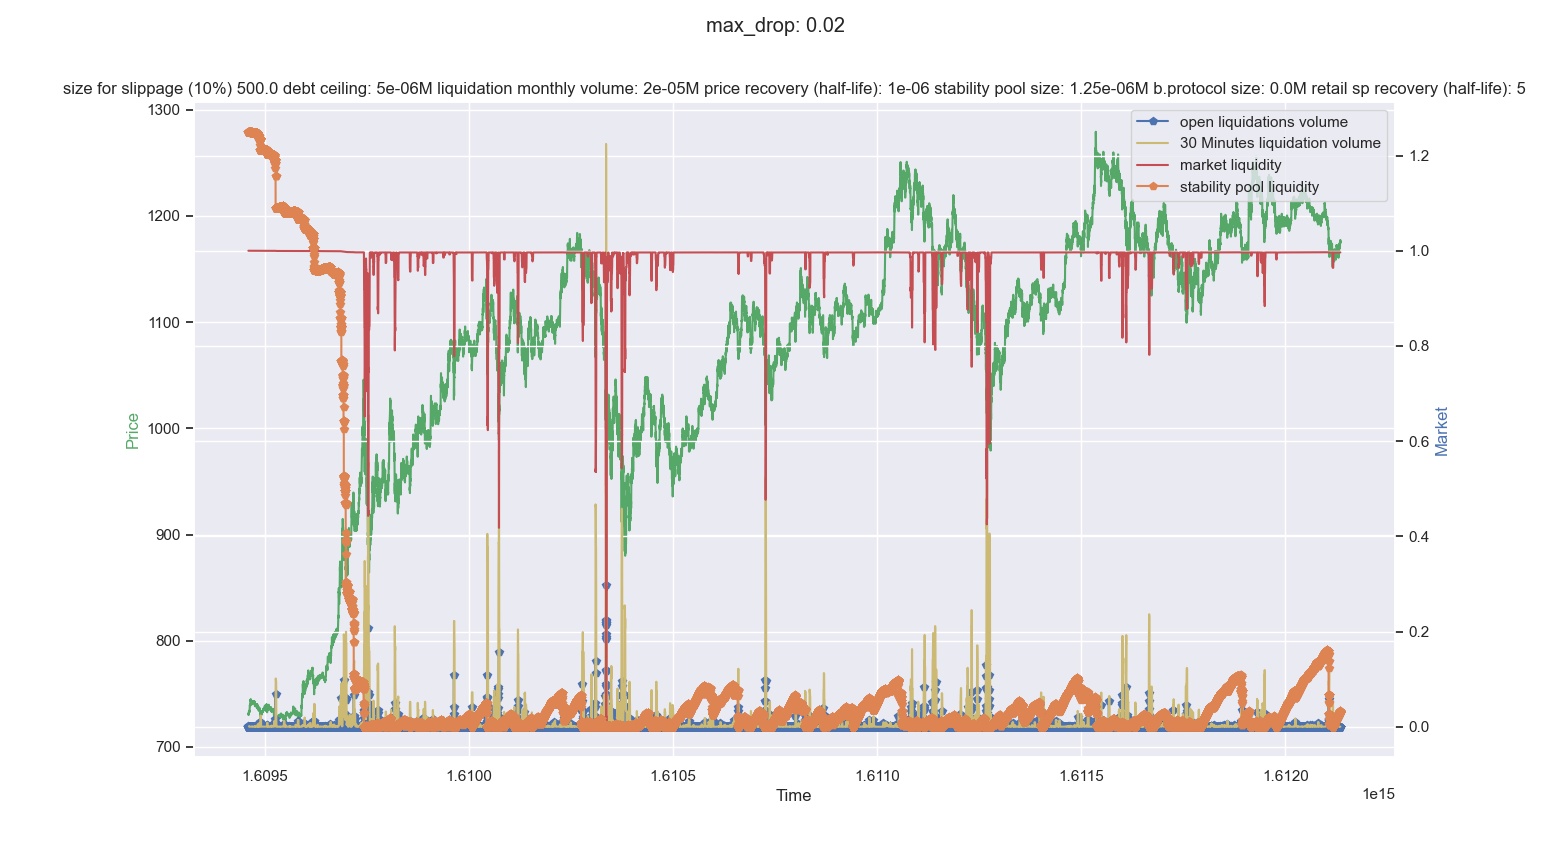 max_drop: 0.02
size for slippage (10%) 500.0 debt ceiling: 5e-06M liquidation monthly volume: 2e-05M price recovery (half-life): 1e-06 stability pool size: 1.25e-06M b.protocol size: 0.0M retail sp recovery (half-life): 5
open liquidations volume
30 Minutes liquidation volume
market liquidity
stability pool liquidity
1300
1200
1100
1000
900
800
700
Price
1.2
1.0
0.8
0.6
0.4
0.2
0.0
Market
1.6095 1.6100 1.6105 1.6110 1.6115 1.6120
1e15
Time